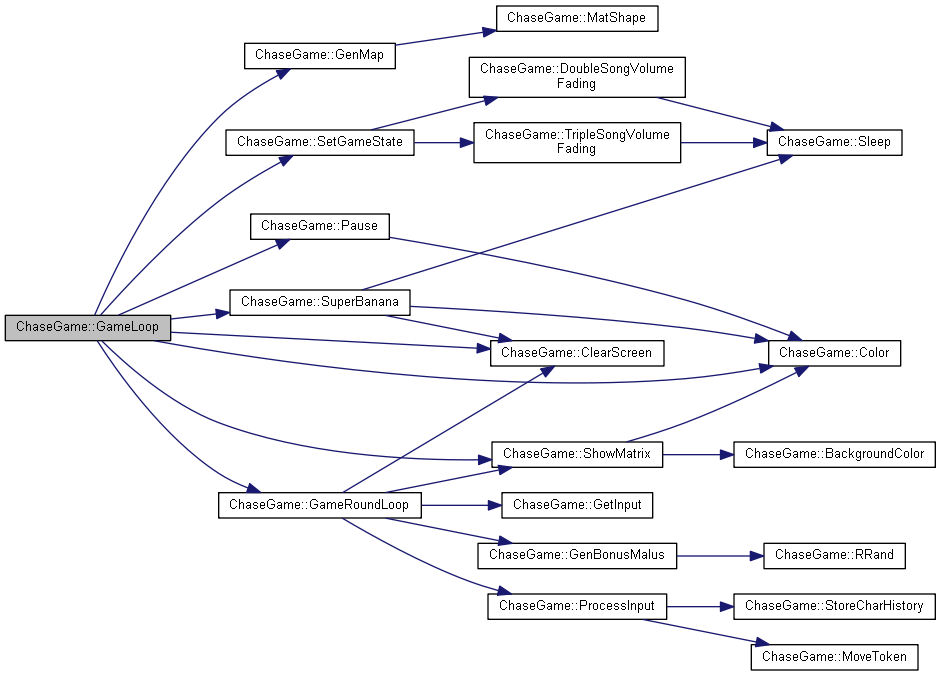 ChaseGame::MatShape
ChaseGame::GenMap
ChaseGame::DoubleSongVolume
Fading
ChaseGame::SetGameState
ChaseGame::TripleSongVolume
Fading
ChaseGame::Sleep
ChaseGame::Pause
ChaseGame::SuperBanana
ChaseGame::GameLoop
ChaseGame::ClearScreen
ChaseGame::Color
ChaseGame::ShowMatrix
ChaseGame::BackgroundColor
ChaseGame::GameRoundLoop
ChaseGame::GetInput
ChaseGame::GenBonusMalus
ChaseGame::RRand
ChaseGame::ProcessInput
ChaseGame::StoreCharHistory
ChaseGame::MoveToken